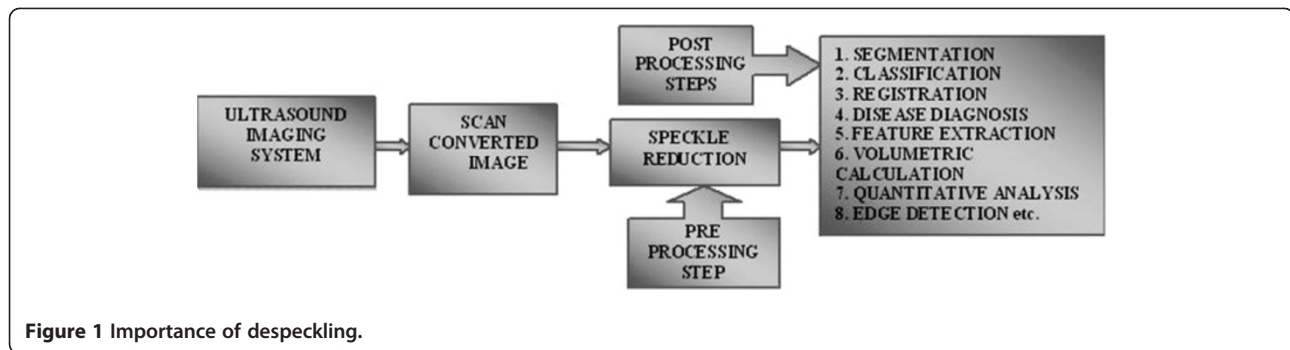 POST
PROCESSING
STEPS
ULTRASOUND
IMAGING
SYSTEM
SCAN
CONVERTED
IMAGE
SPECKLE
REDUCTION
PRE
PROCESSING
STEP
1. SEGMENTATION
2. CLASSIFICATION
3. REGISTRATION
4. DISEASE DIAGNOSIS
5. FEATURE EXTRACTION
6. VOLUMETRIC
CALCULATION
7. QUANTITATIVE ANALYSIS
8. EDGE DETECTION etc.
Figure 1 Importance of despeckling.